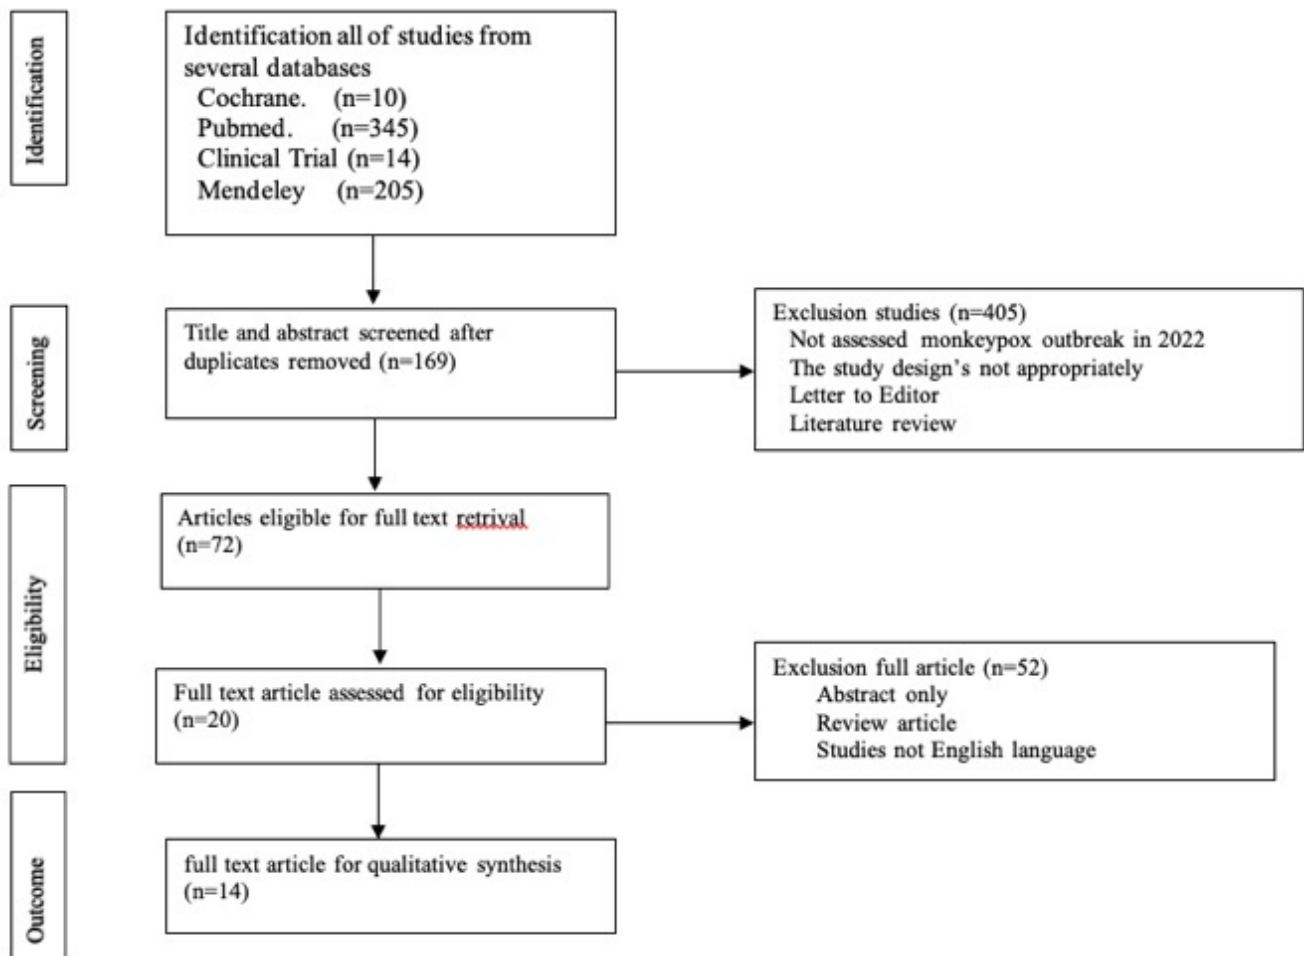 Identification
Identification all of studies from
several databases
Cochrane. (n=10)
Pubmed. (n=345)
Clinical Trial (n=14)
Mendeley (n=205)
Screening
Title and abstract screened after
duplicates removed (n=169)
Exclusion studies (n=405)
Not assessed monkeypox outbreak in 2022
The study design’s not appropriately
Letter to Editor
Literature review
Eligibility
Articles eligible for full text retrival
(n=72)
Full text article assessed for eligibility
(n=20)
Exclusion full article (n=52)
Abstract only
Review article
Studies not English language
Outcome
full text article for qualitative synthesis
(n=14)